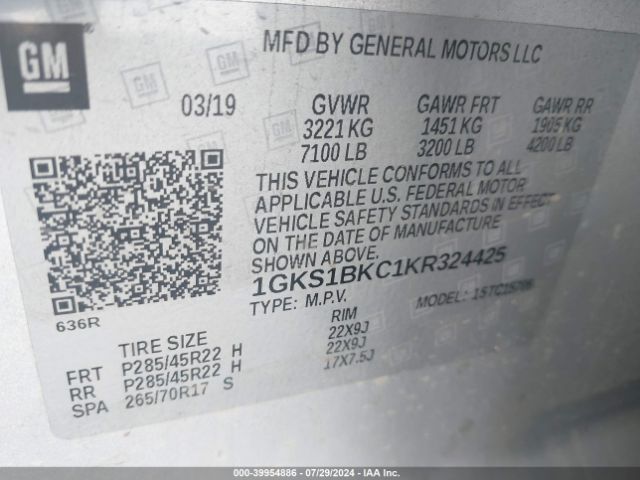 GM
MFD BY GENERAL MOTORS LLC
03/19
GVWR GAWR FRT GAWR RR
3221 KG 1451 KG 1905 KG
7100 LB 3200 LB 4200 LB
THIS VEHICLE CONFORMS TO ALL
APPLICABLE U.S. FEDERAL MOTOR
VEHICLE SAFETY STANDARDS IN EFFECT
ON THE DATE OF MANUFACTURE
SHOWN ABOVE.
1GKS1BKC1KR324425
TYPE: M.P.V. MODEL:
636R
TIRE SIZE RIM
FRT P285/45R22 H 22X9J
RR P285/45R22 H 22X9J
SPA 265/70R17 S 17X7.5J
000-39954886 - 07/29/2024 - IAA Inc.